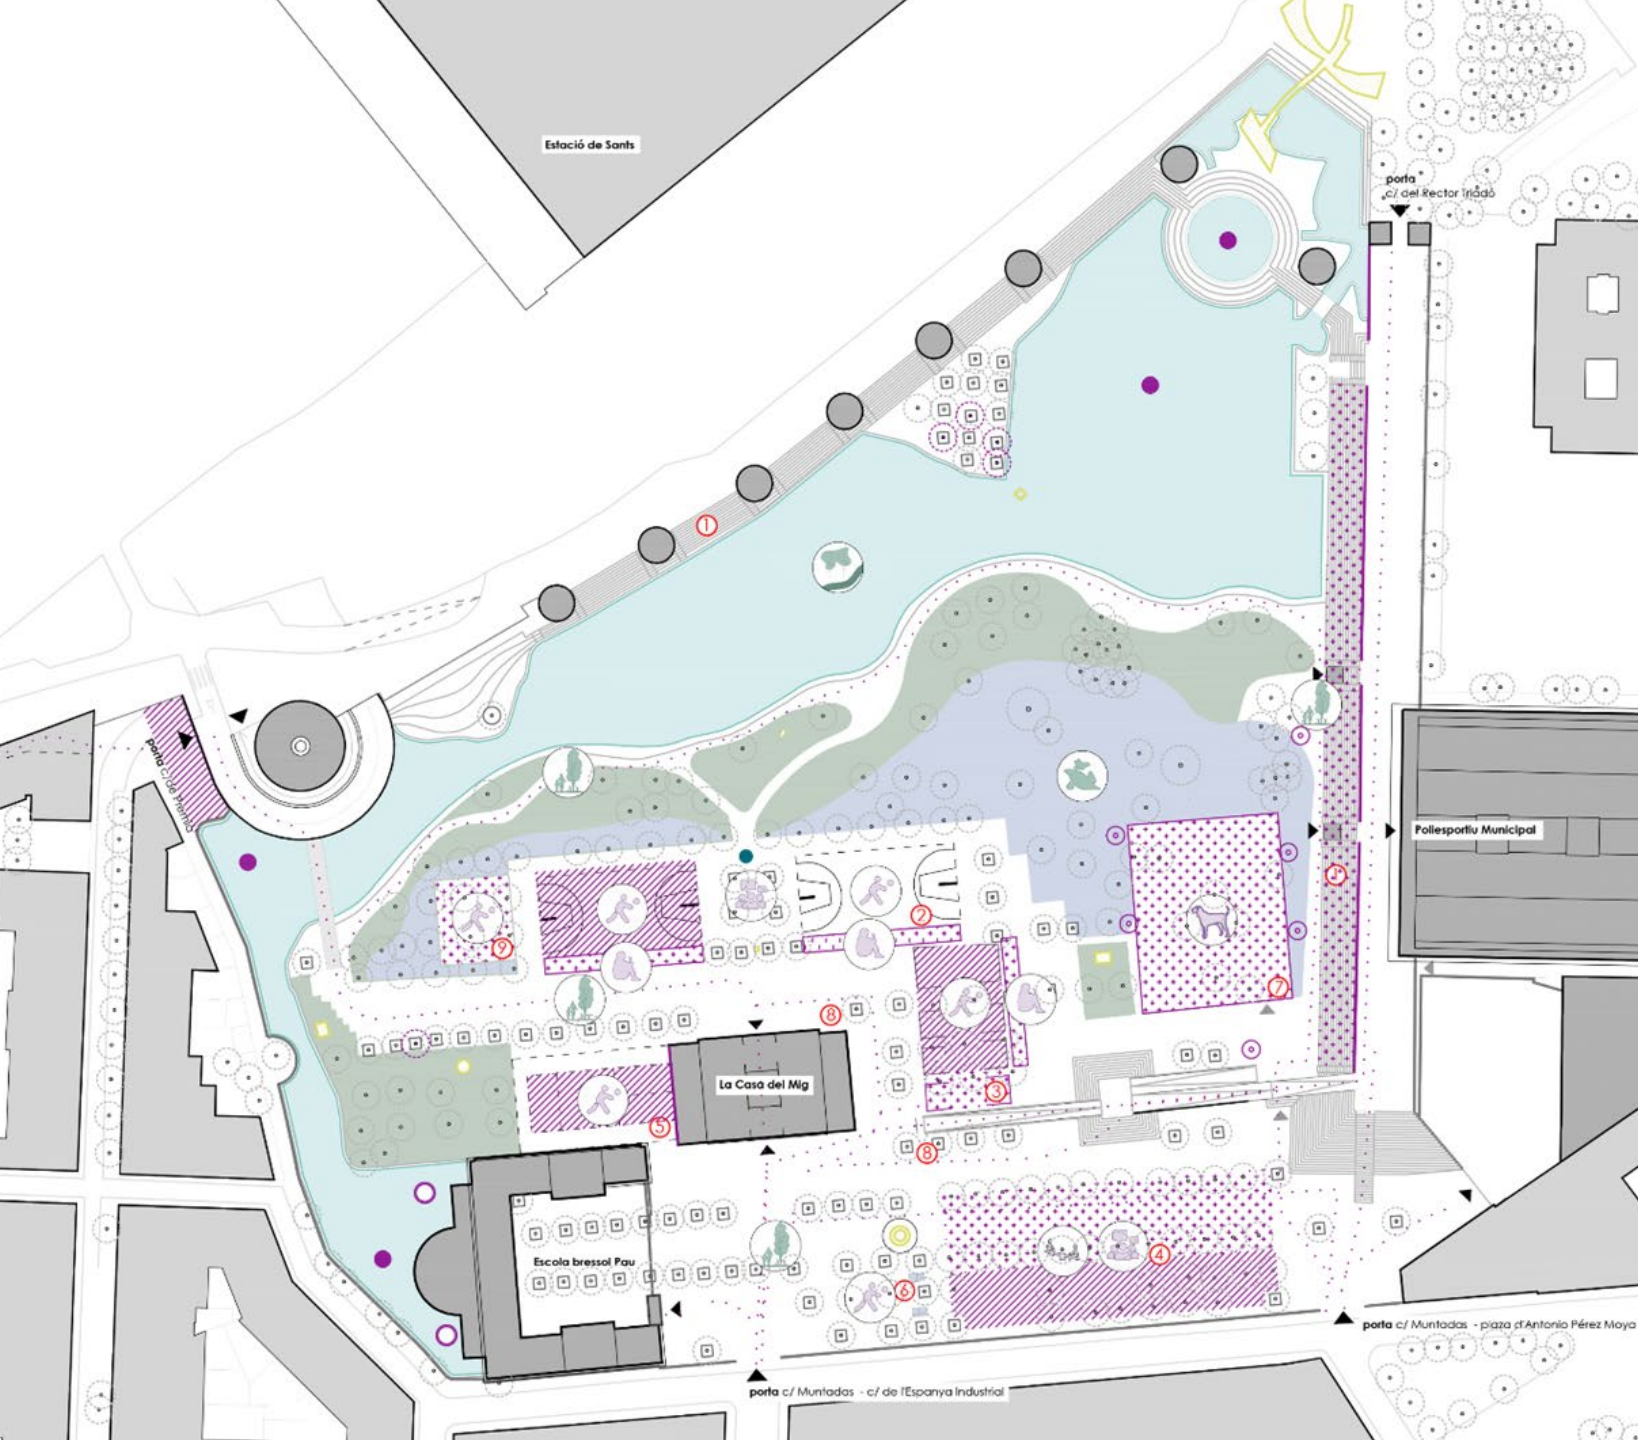 Estació de Sants
porta
c/ del Rector Triadó
1
porta c/ de Premià
Poliesportiu Municipal
2
9
7
8
La Casa del Mig
3
5
8
Escola bressol Pau
4
6
porta c/ Muntadas - plaza d'Antonio Pérez Moya
porta c/ Muntadas - c/ de l'Espanya Industrial